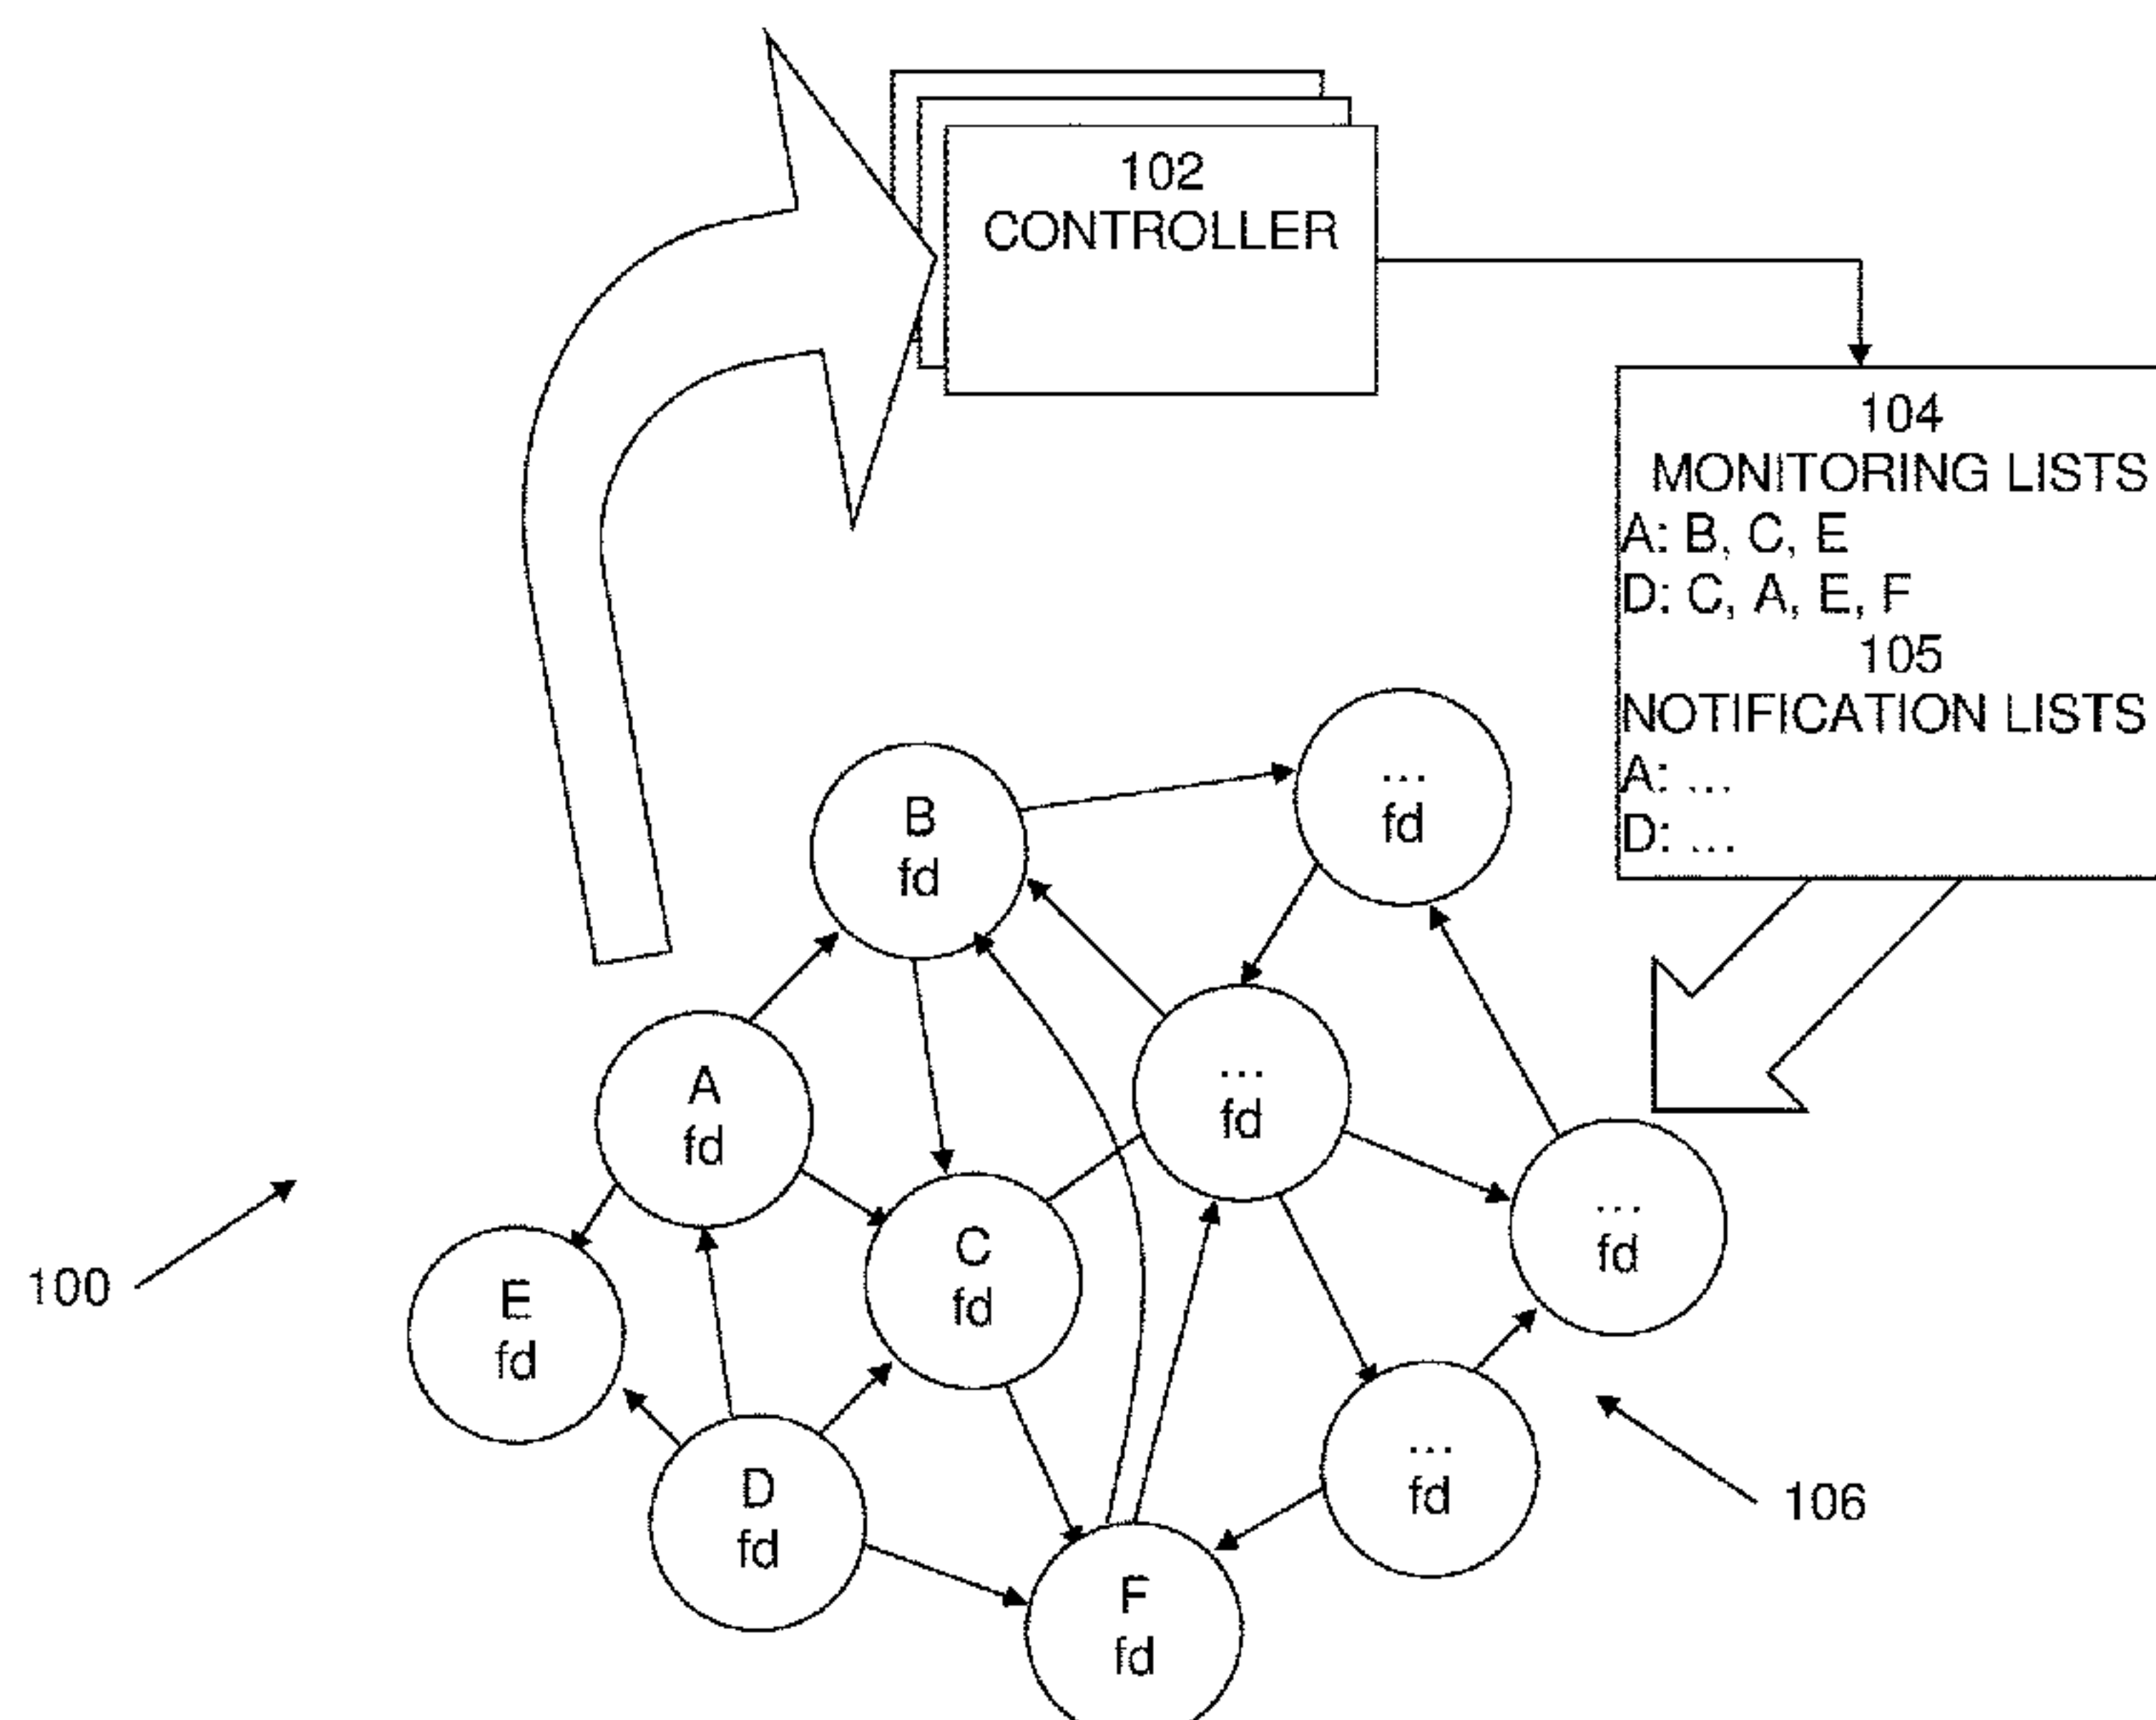 102
CONTROLLER
104
MONITORING LISTS
A: B, C, E
D: C, A, E, F
105
NOTIFICATION LISTS
A: ...
D: ...
B
fd
...
fd
A
fd
...
fd
C
fd
...
fd
100
E
fd
D
fd
...
fd
106
F
fd